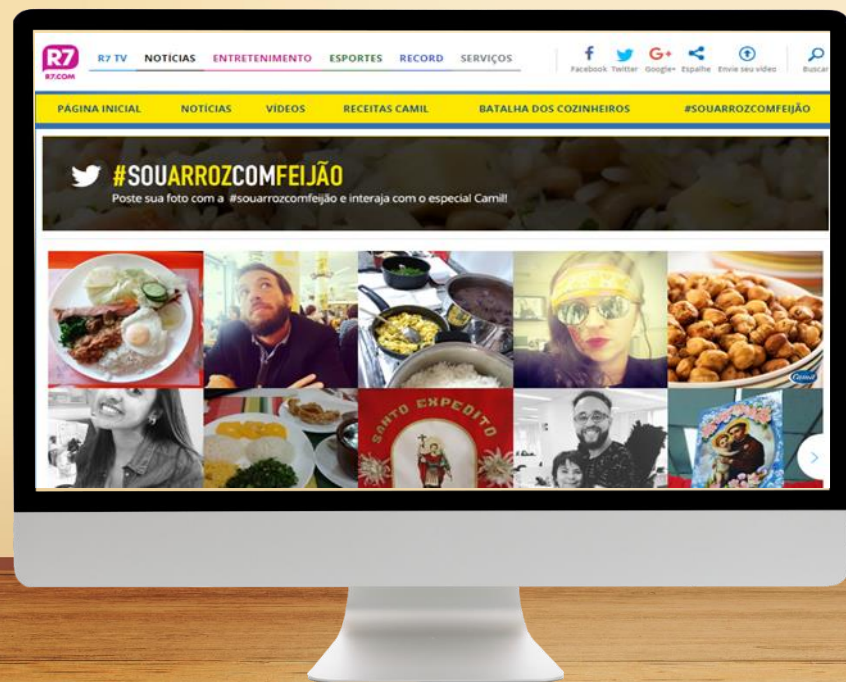 R7
R7.COM
R7 TV NOTÍCIAS ENTRETENIMENTO ESPORTES RECORD SERVIÇOS
Facebook Twitter Google+ Espalhe Envie seu vídeo Buscar
PÁGINA INICIAL NOTÍCIAS VÍDEOS RECEITAS CAMIL BATALHA DOS COZINHEIROS #SOUARROZCOMFEIJÃO
#SOUARROZCOMFEIJÃO
Poste sua foto com a #souarrozcomfeijão e interaja com o especial Camil!
Camil
SANTO EXPEDITO